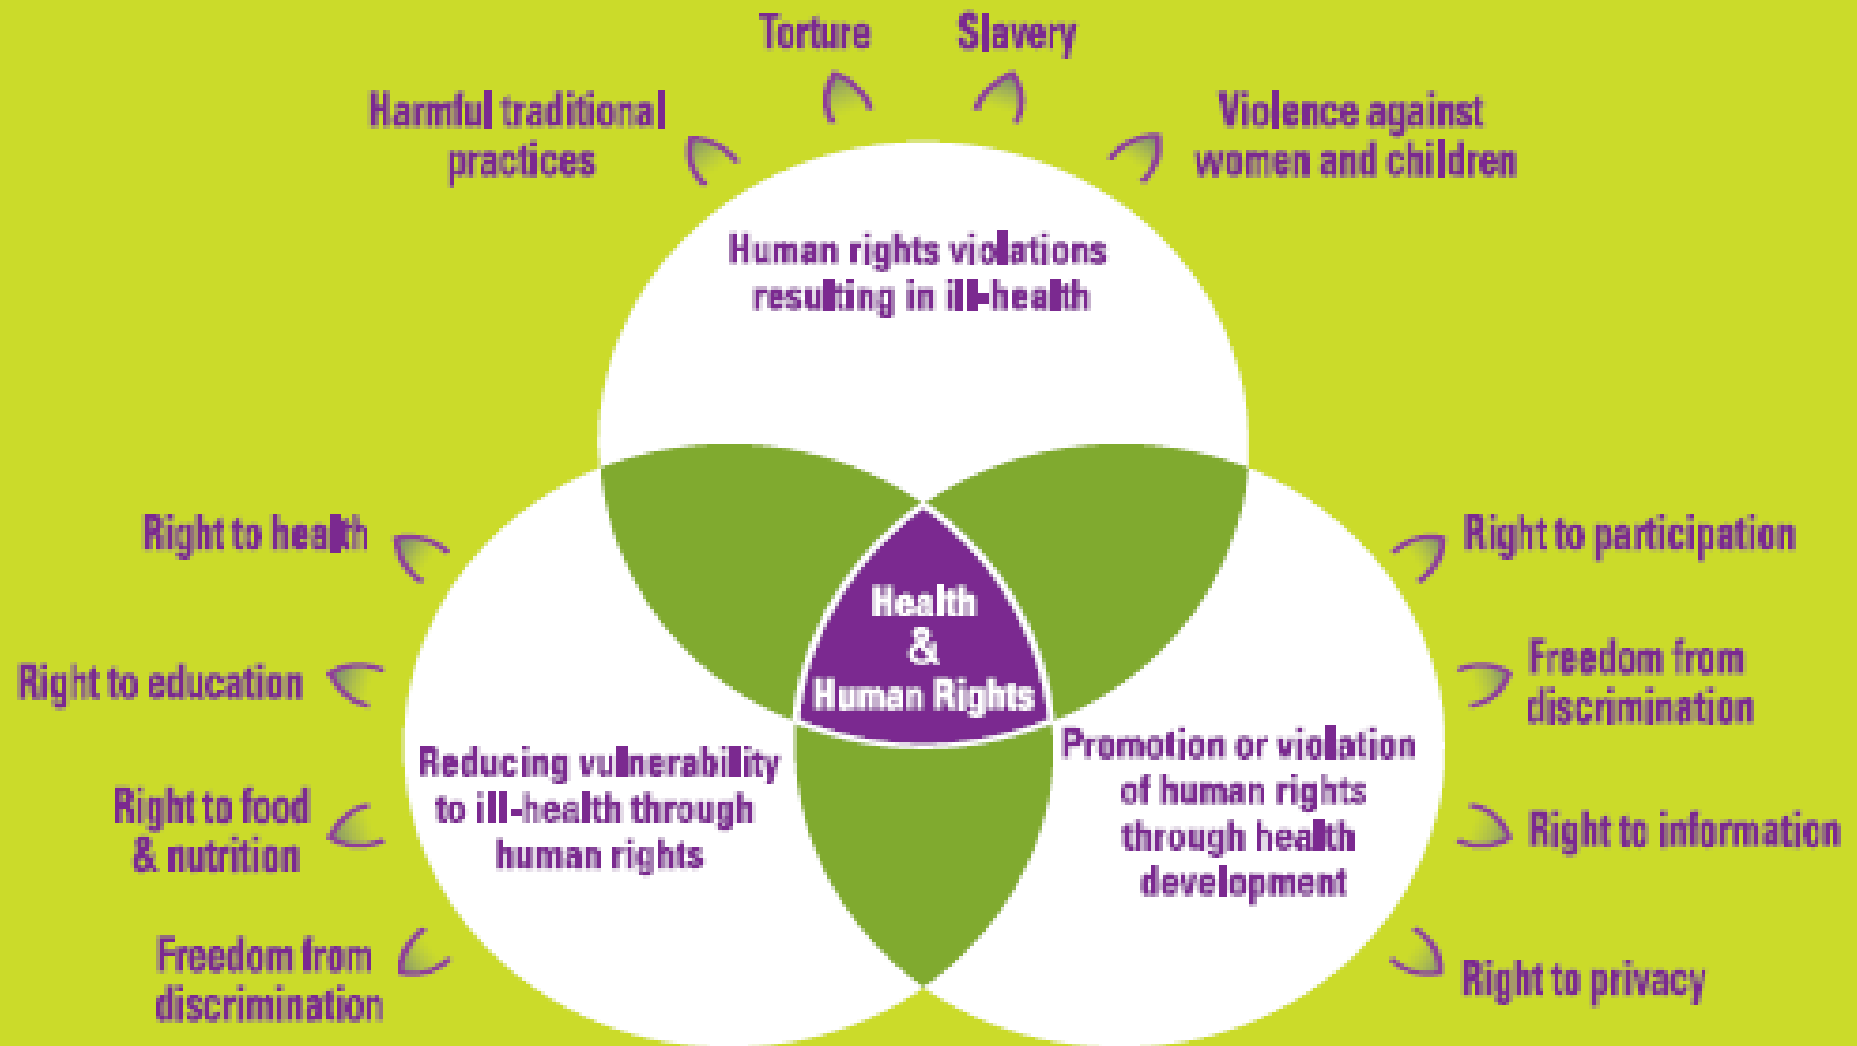 Torture
Slavery
Harmful traditional
practices
Violence against
women and children
Human rights violations
resulting in ill-health
Right to health
Right to education
Right to food
& nutrition
Freedom from
discrimination
Health
&
Human Rights
Reducing vulnerability
to ill-health through
human rights
Promotion or violation
of human rights
through health
development
Right to participation
Freedom from
discrimination
Right to information
Right to privacy